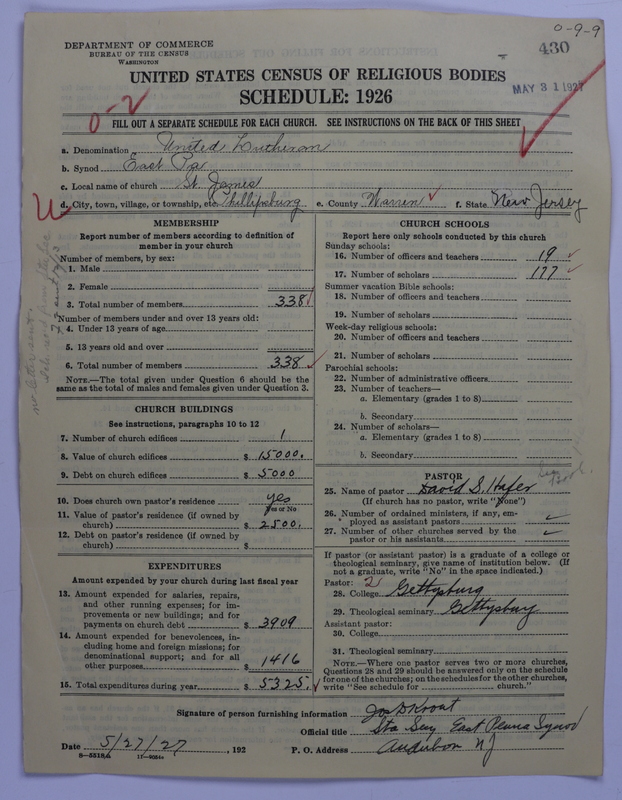 0-9-9
DEPARTMENT OF COMMERCE
BUREAU OF THE CENSUS
WASHINGTON
430
UNITED STATES CENSUS OF RELIGIOUS BODIES
SCHEDULE: 1926
MAY 31 1927
0-2
FILL OUT A SEPARATE SCHEDULE FOR EACH CHURCH. SEE INSTRUCTIONS ON THE BACK OF THIS SHEET
a. Denomination United Lutheran
b. Synod East Pa
c. Local name of church St. James
d. City, town, village, or township, etc. Phillipsburg e. County Warren f. State New Jersey
MEMBERSHIP
Report number of members according to definition of
member in your church
Number of members, by sex:
1. Male
2. Female
3. Total number of members 338
Number of members under and over 13 years old:
4. Under 13 years of age
5. 13 years old and over
6. Total number of members 338
NOTE.—The total given under Question 6 should be the
same as the total of males and females given under Question 3.
CHURCH BUILDINGS
See instructions, paragraphs 10 to 12
7. Number of church edifices 1
8. Value of church edifices $ 15000.
9. Debt on church edifices $ 5000
10. Does church own pastor's residence yes
Yes or No
11. Value of pastor's residence (if owned by
church) $ 2500.
12. Debt on pastor's residence (if owned by
church) $
EXPENDITURES
Amount expended by your church during last fiscal year
13. Amount expended for salaries, repairs,
and other running expenses; for im-
provements or new buildings; and for
payments on church debt $ 3909
14. Amount expended for benevolences, in-
cluding home and foreign missions; for
denominational support; and for all
other purposes $ 1416
15. Total expenditures during year $ 5325.
CHURCH SCHOOLS
Report here only schools conducted by this church
Sunday schools:
16. Number of officers and teachers 19
17. Number of scholars 177
Summer vacation Bible schools:
18. Number of officers and teachers
19. Number of scholars
Week-day religious schools:
20. Number of officers and teachers
21. Number of scholars
Parochial schools:
22. Number of administrative officers
23. Number of teachers—
a. Elementary (grades 1 to 8)
b. Secondary
24. Number of scholars—
a. Elementary (grades 1 to 8)
b. Secondary
PASTOR
25. Name of pastor David S. Hafer
(If church has no pastor, write "None")
26. Number of ordained ministers, if any, em-
ployed as assistant pastors
27. Number of other churches served by the
pastor or his assistants
If pastor (or assistant pastor) is a graduate of a college or
theological seminary, give name of institution below. (If
not a graduate, write "No" in the space indicated.)
Pastor: 2
28. College Gettysburg
29. Theological seminary Gettysburg
Assistant pastor:
30. College
31. Theological seminary
NOTE.—Where one pastor serves two or more churches,
Questions 28 and 29 should be answered only on the schedule
for one of the churches; on the schedules for the other churches,
write "See schedule for church."
Signature of person furnishing information Jos D Krout
Official title Sta Secy East Penna Synod
Date 5/27/27, 192 P. O. Address Audubon NJ